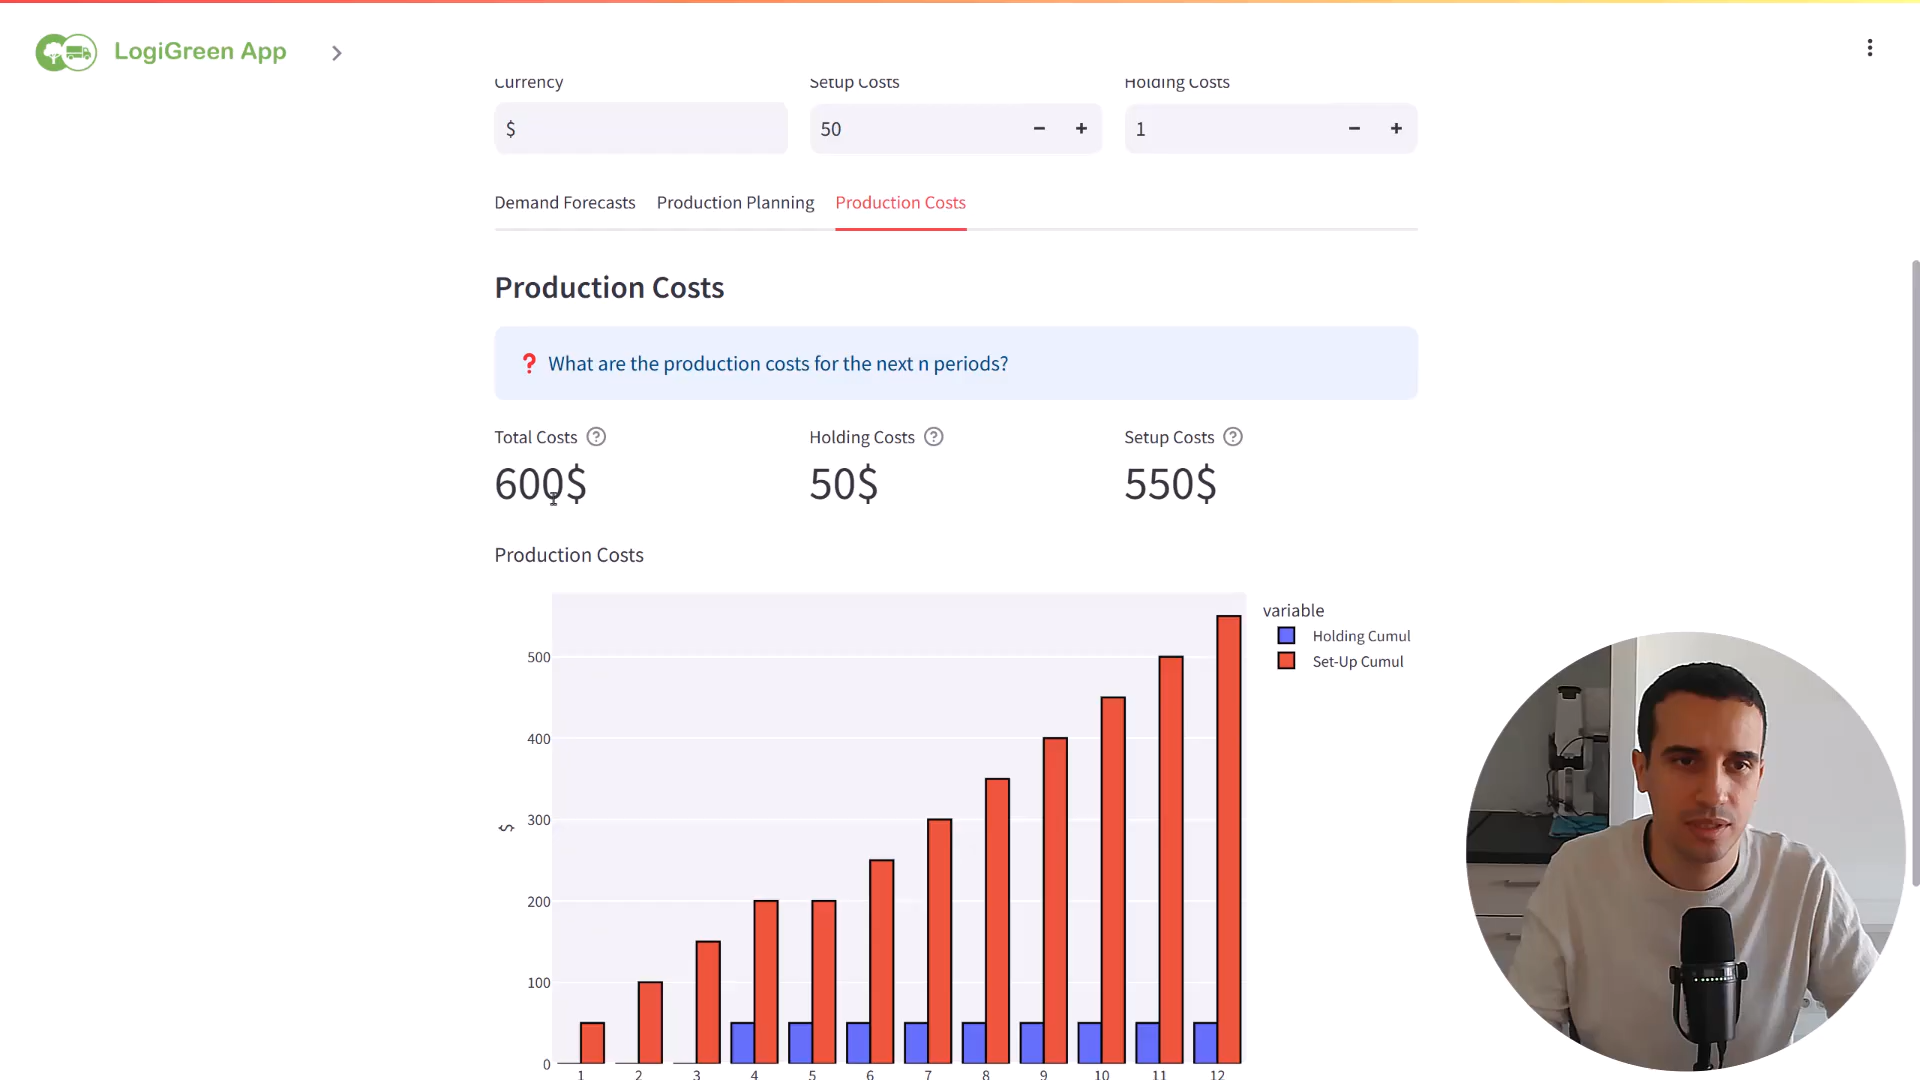 LogiGreen App
Currency Setup Costs Holding Costs
$ 50 1
Demand Forecasts Production Planning Production Costs
Production Costs
What are the production costs for the next n periods?
Total Costs Holding Costs Setup Costs
600$ 50$ 550$
Production Costs
variable
Holding Cumul
Set-Up Cumul
500
400
300
200
100
0
$
1 2 3 4 5 6 7 8 9 10 11 12